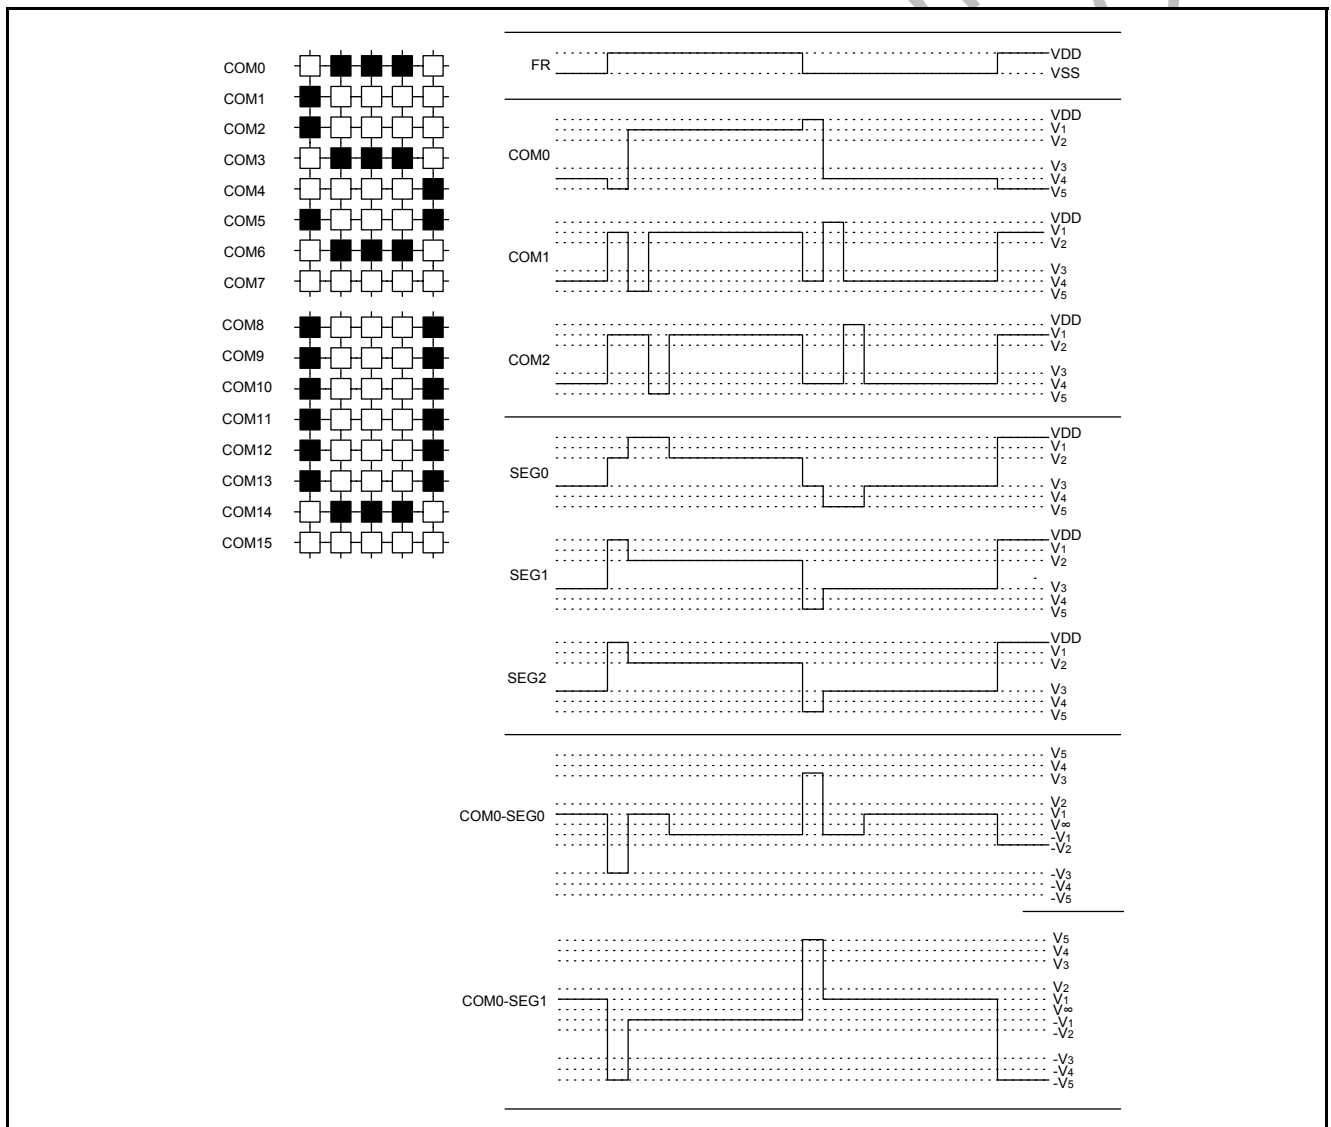 COM0
COM1
COM2
COM3
COM4
COM5
COM6
COM7
COM8
COM9
COM10
COM11
COM12
COM13
COM14
COM15
FR
VDD
VSS
COM0
VDD
V1
V2
V3
V4
V5
COM1
VDD
V1
V2
V3
V4
V5
COM2
VDD
V1
V2
V3
V4
V5
SEG0
VDD
V1
V2
V3
V4
V5
SEG1
VDD
V1
V2
V3
V4
V5
SEG2
VDD
V1
V2
V3
V4
V5
COM0-SEG0
V5
V4
V3
V2
V1
V∞
-V1
-V2
-V3
-V4
-V5
COM0-SEG1
V5
V4
V3
V2
V1
V∞
-V1
-V2
-V3
-V4
-V5